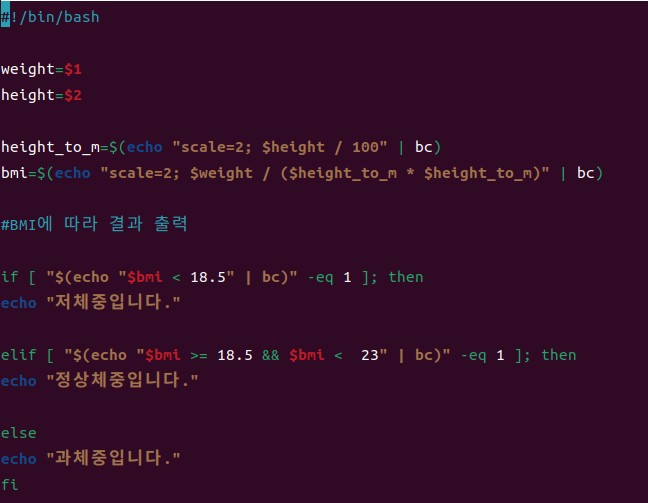 #!/bin/bash
weight=$1
height=$2
height_to_m=$(echo "scale=2; $height / 100" | bc)
bmi=$(echo "scale=2; $weight / ($height_to_m * $height_to_m)" | bc)
#BMI에 따라 결과 출력
if [ "$(echo "$bmi < 18.5" | bc)" -eq 1 ]; then
echo "저체중입니다."
elif [ "$(echo "$bmi >= 18.5 && $bmi <  23" | bc)" -eq 1 ]; then
echo "정상체중입니다."
else
echo "과체중입니다."
fi